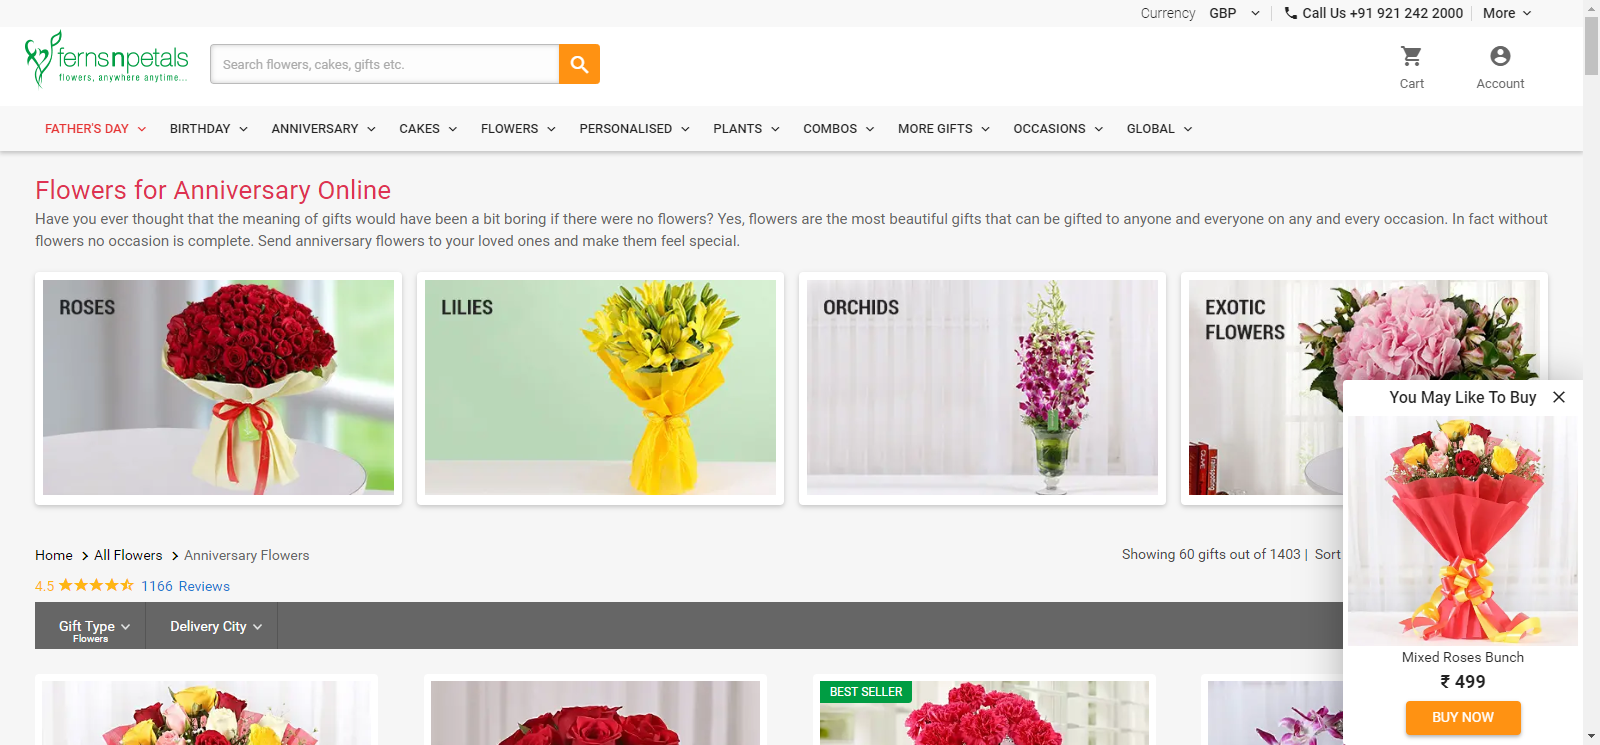 Currency GBP Call Us +91 921 242 2000 More
fernsnpetals
flowers, anywhere anytime...
Search flowers, cakes, gifts etc.
Cart
Account
FATHER'S DAY BIRTHDAY ANNIVERSARY CAKES FLOWERS PERSONALISED PLANTS COMBOS MORE GIFTS OCCASIONS GLOBAL
Flowers for Anniversary Online
Have you ever thought that the meaning of gifts would have been a bit boring if there were no flowers? Yes, flowers are the most beautiful gifts that can be gifted to anyone and everyone on any and every occasion. In fact without
flowers no occasion is complete. Send anniversary flowers to your loved ones and make them feel special.
ROSES
LILIES
ORCHIDS
EXOTIC
FLOWERS
Home All Flowers Anniversary Flowers
Showing 60 gifts out of 1403 | Sort
4.5 1166 Reviews
Gift Type
Flowers
Delivery City
BEST SELLER
You May Like To Buy
Mixed Roses Bunch
₹ 499
BUY NOW